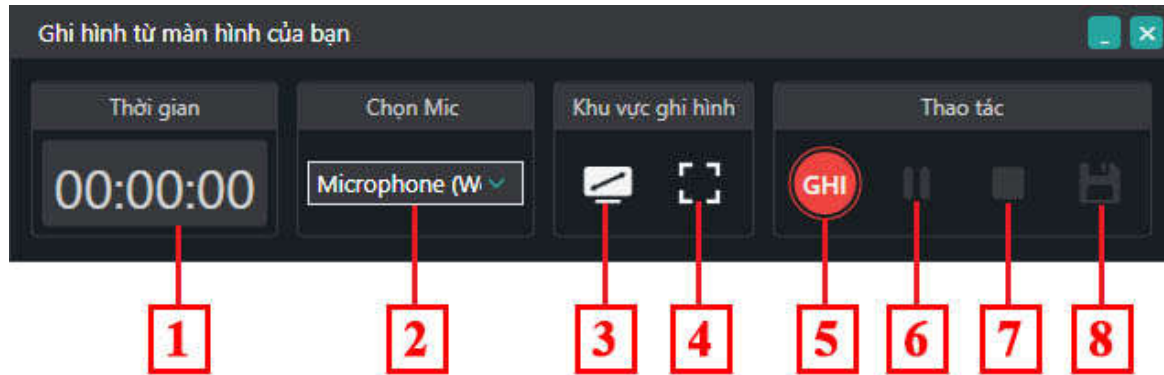 Ghi hình từ màn hình của bạn
Thời gian
Chọn Mic
Khu vực ghi hình
Thao tác
00:00:00
Microphone (W
GHI
1
2
3
4
5
6
7
8